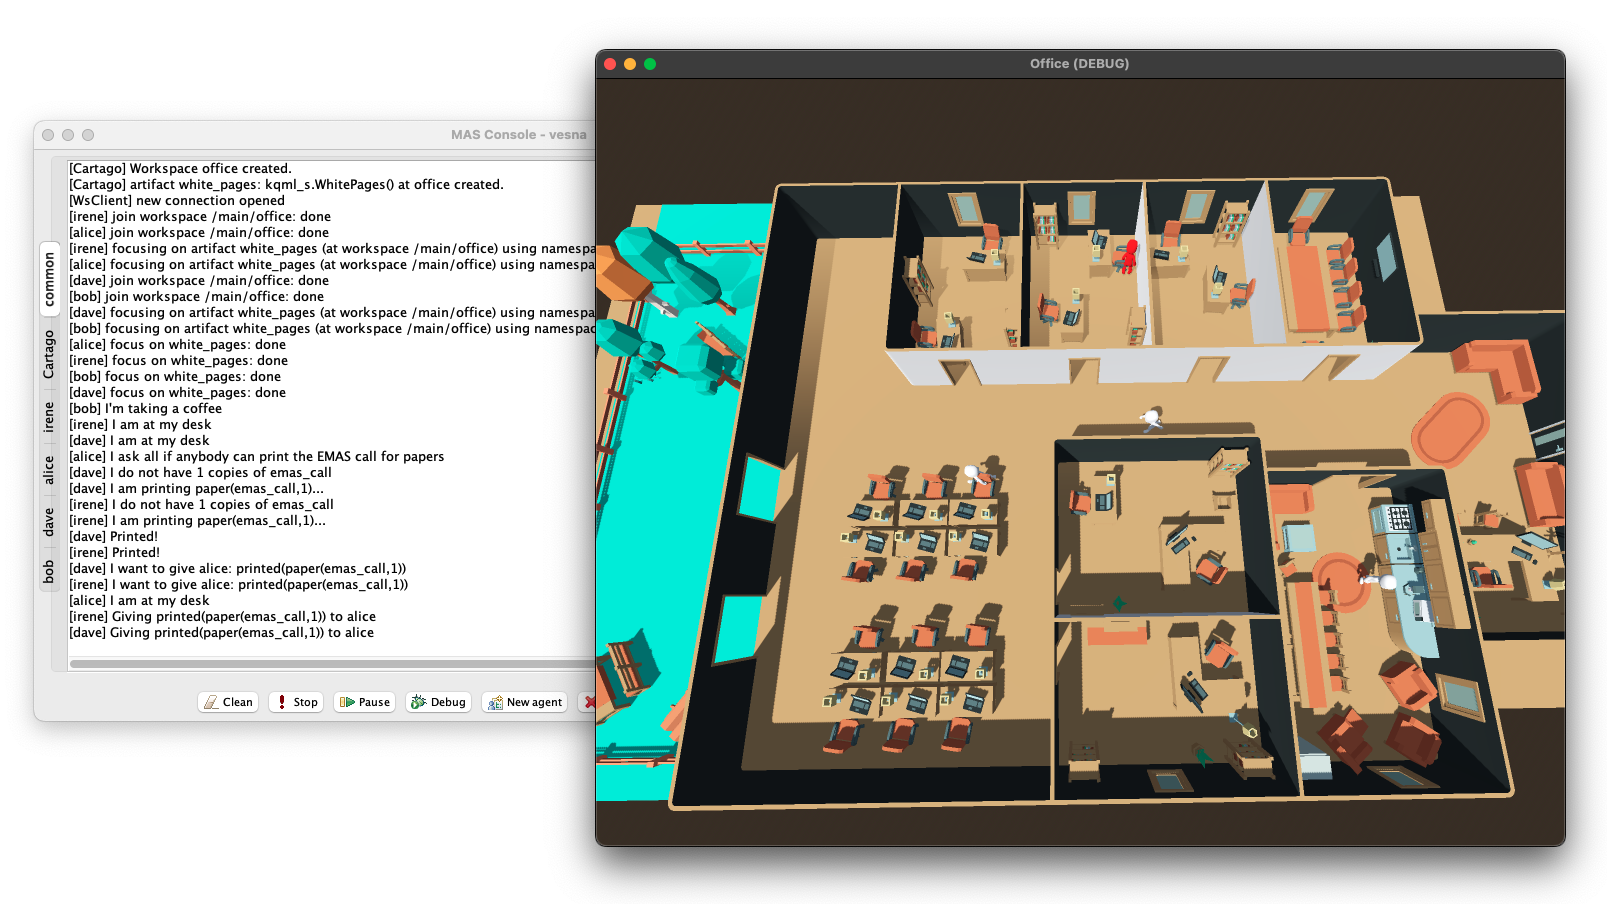 Office (DEBUG)
MAS Console - vesna
[Cartago] Workspace office created.
[Cartago] artifact white_pages: kqml_s.WhitePages() at office created.
[WsClient] new connection opened
[irene] join workspace /main/office: done
[alice] join workspace /main/office: done
[irene] focusing on artifact white_pages (at workspace /main/office) using namespa
[alice] focusing on artifact white_pages (at workspace /main/office) using namespa
[dave] join workspace /main/office: done
[bob] join workspace /main/office: done
[dave] focusing on artifact white_pages (at workspace /main/office) using namespa
[bob] focusing on artifact white_pages (at workspace /main/office) using namespac
[alice] focus on white_pages: done
[irene] focus on white_pages: done
[bob] focus on white_pages: done
[dave] focus on white_pages: done
[bob] I'm taking a coffee
[irene] I am at my desk
[dave] I am at my desk
[alice] I ask all if anybody can print the EMAS call for papers
[dave] I do not have 1 copies of emas_call
[dave] I am printing paper(emas_call,1)...
[irene] I do not have 1 copies of emas_call
[irene] I am printing paper(emas_call,1)...
[dave] Printed!
[irene] Printed!
[dave] I want to give alice: printed(paper(emas_call,1))
[irene] I want to give alice: printed(paper(emas_call,1))
[alice] I am at my desk
[irene] Giving printed(paper(emas_call,1)) to alice
[dave] Giving printed(paper(emas_call,1)) to alice
common
Cartago
irene
alice
dave
bob
Clean
Stop
Pause
Debug
New agent